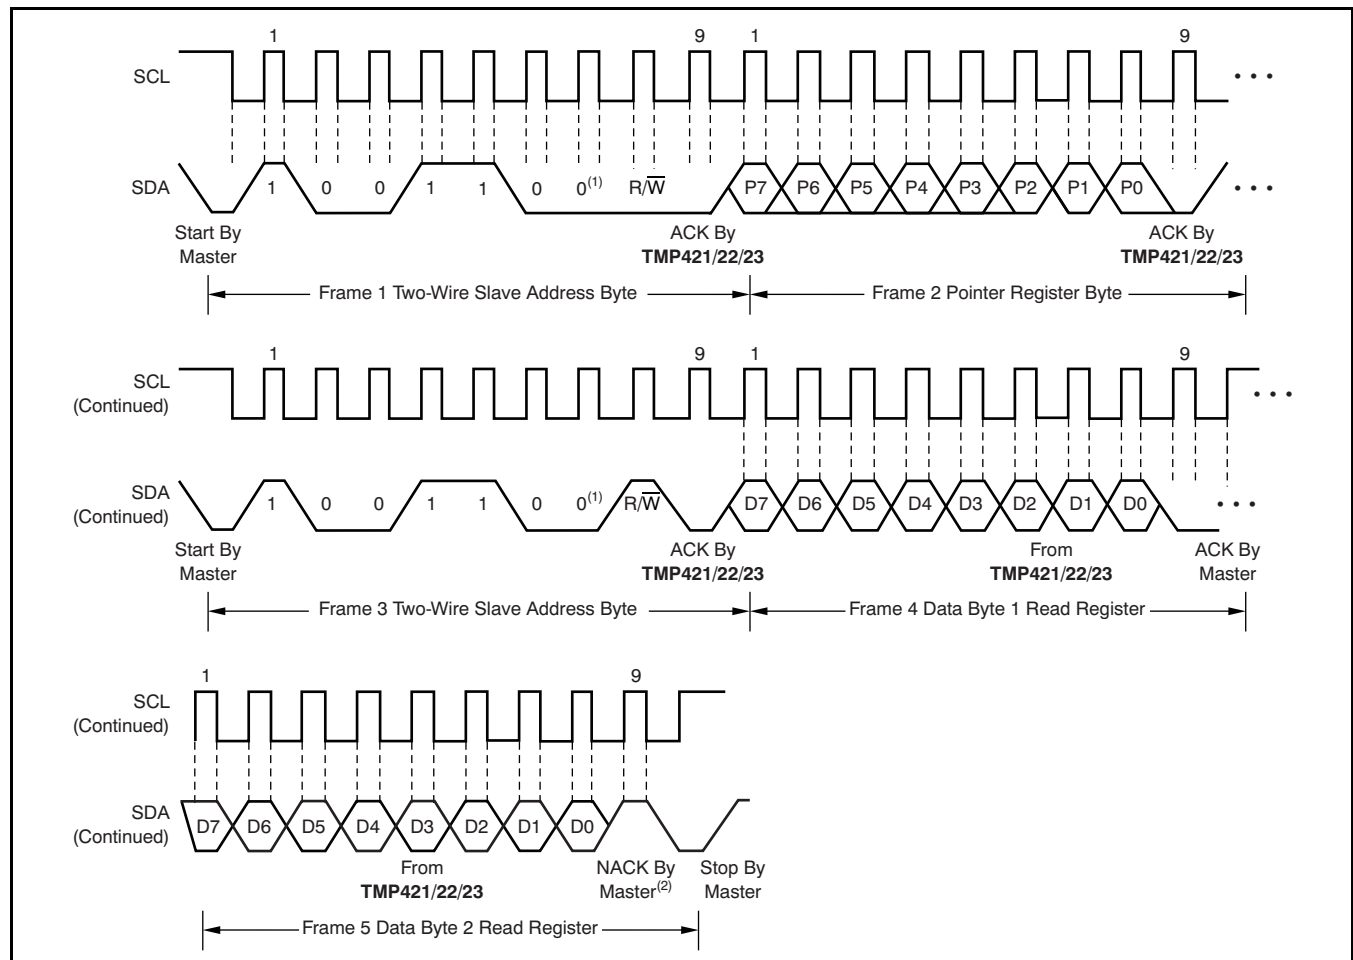 1 9 1 9
SCL • • •
SDA 1 0 0 1 1 0 0(1) R/W̅ P7 P6 P5 P4 P3 P2 P1 P0 • • •
Start By Master
ACK By TMP421/22/23
ACK By TMP421/22/23
Frame 1 Two-Wire Slave Address Byte
Frame 2 Pointer Register Byte
1 9 1 9
SCL (Continued) • • •
SDA (Continued) 1 0 0 1 1 0 0(1) R/W̅ D7 D6 D5 D4 D3 D2 D1 D0 • • •
Start By Master
ACK By TMP421/22/23
From TMP421/22/23
ACK By Master
Frame 3 Two-Wire Slave Address Byte
Frame 4 Data Byte 1 Read Register
1 9
SCL (Continued)
SDA (Continued) D7 D6 D5 D4 D3 D2 D1 D0
From TMP421/22/23
NACK By Master(2)
Stop By Master
Frame 5 Data Byte 2 Read Register